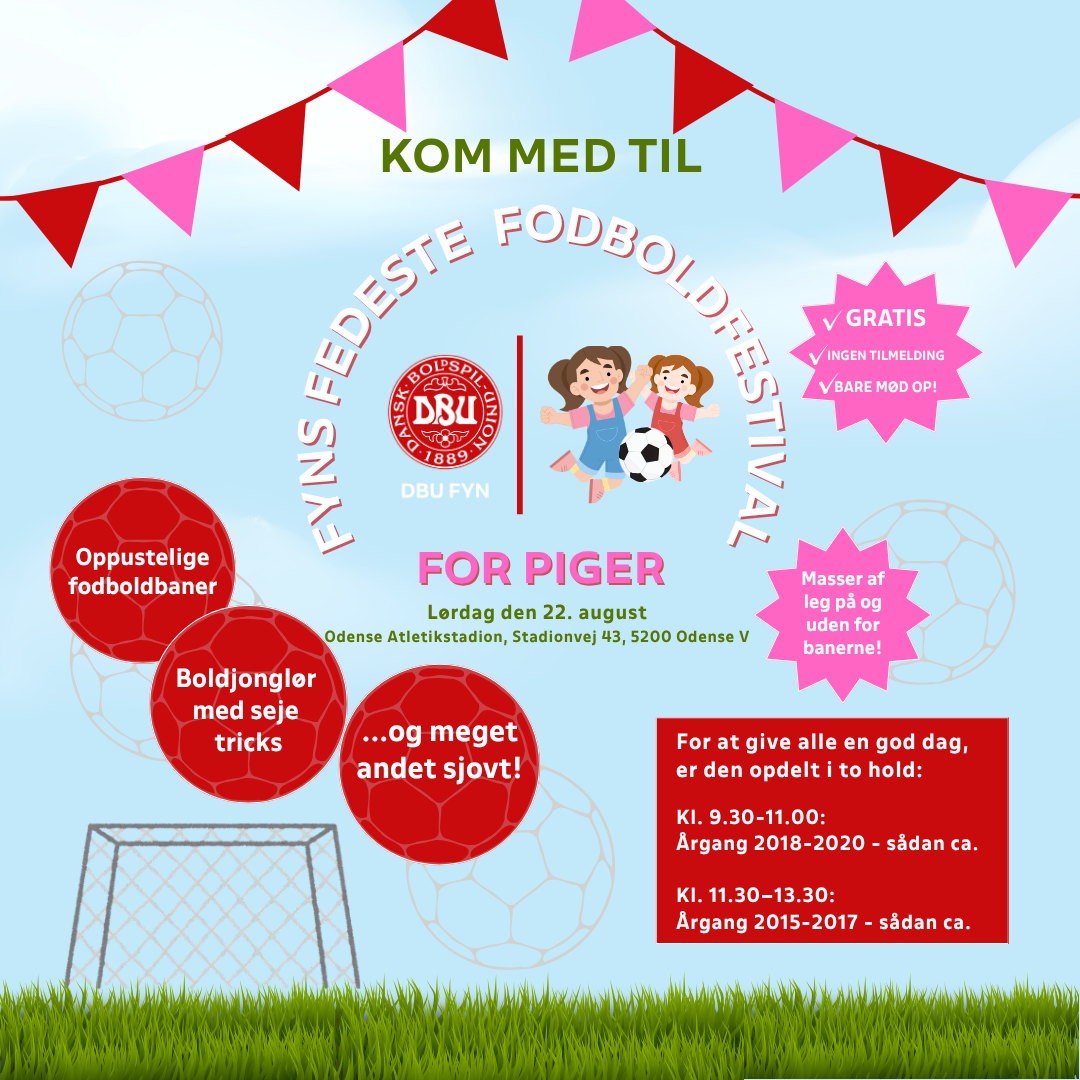 KOM MED TIL
FYNS FEDESTE FODBOLDFESTIVAL
DANSK BOLDSPIL-UNION
DBU
· 1889 ·
DBU FYN
FOR PIGER
Lørdag den 22. august
Odense Atletikstadion, Stadionvej 43, 5200 Odense V
GRATIS
INGEN TILMELDING
BARE MØD OP!
Oppustelige
fodboldbaner
Boldjonglør
med seje
tricks
...og meget
andet sjovt!
Masser af
leg på og
uden for
banerne!
For at give alle en god dag,
er den opdelt i to hold:
Kl. 9.30-11.00:
Årgang 2018-2020 - sådan ca.
Kl. 11.30–13.30:
Årgang 2015-2017 - sådan ca.